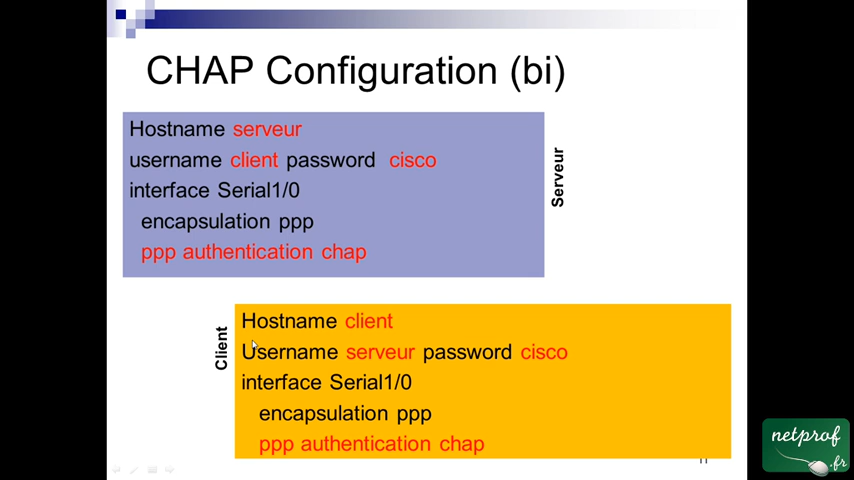 CHAP Configuration (bi)
Hostname serveur
username client password cisco
interface Serial1/0
encapsulation ppp
ppp authentication chap
Serveur
Client
Hostname client
Username serveur password cisco
interface Serial1/0
encapsulation ppp
ppp authentication chap
netprof
.fr